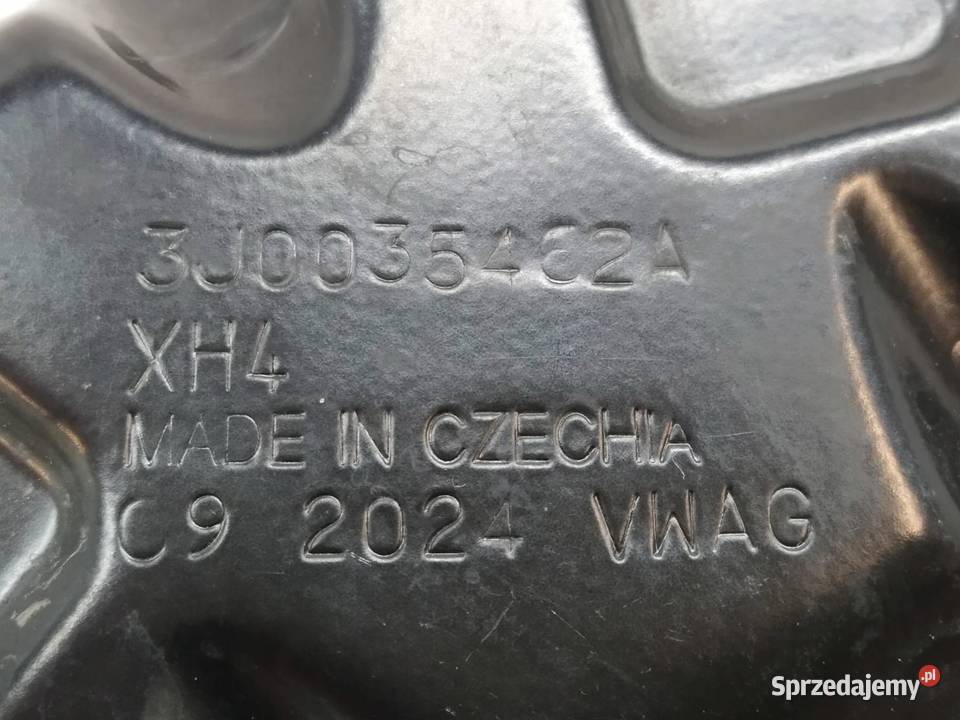 3J0035462A
XH4
MADE IN CZECHIA
C9 2024 VWAG
Sprzedajemy.pl